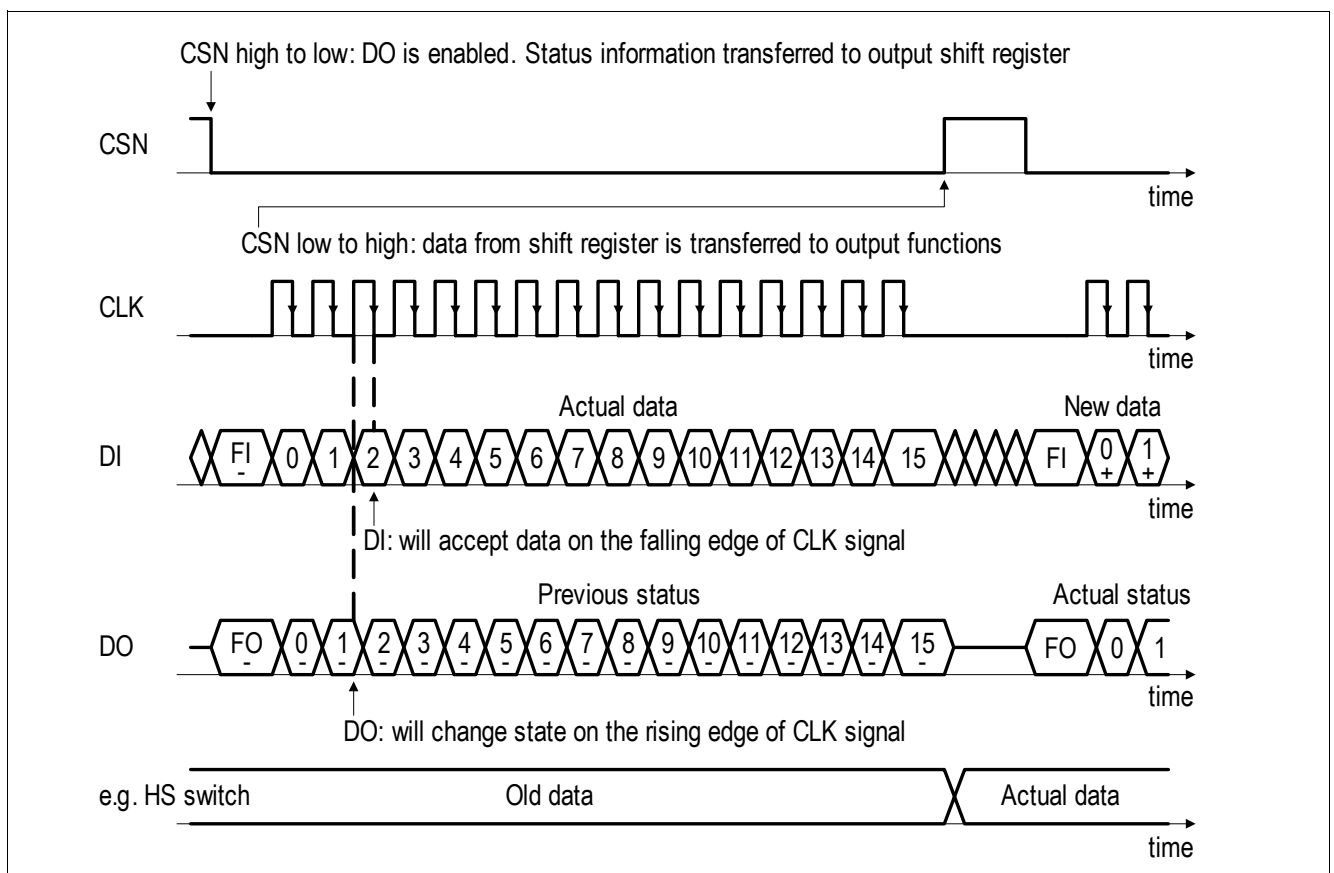 CSN high to low: DO is enabled. Status information transferred to output shift register
CSN
time
CSN low to high: data from shift register is transferred to output functions
CLK
time
Actual data
New data
DI
FI
-
0 1 2 3 4 5 6 7 8 9 10 11 12 13 14 15
FI
0
+
1
+
time
DI: will accept data on the falling edge of CLK signal
Previous status
Actual status
DO
FO 0 1 2 3 4 5 6 7 8 9 10 11 12 13 14 15 FO 0 1
- - - - - - - - - - - - - - - - -
time
DO: will change state on the rising edge of CLK signal
e.g. HS switch
Old data
Actual data
time